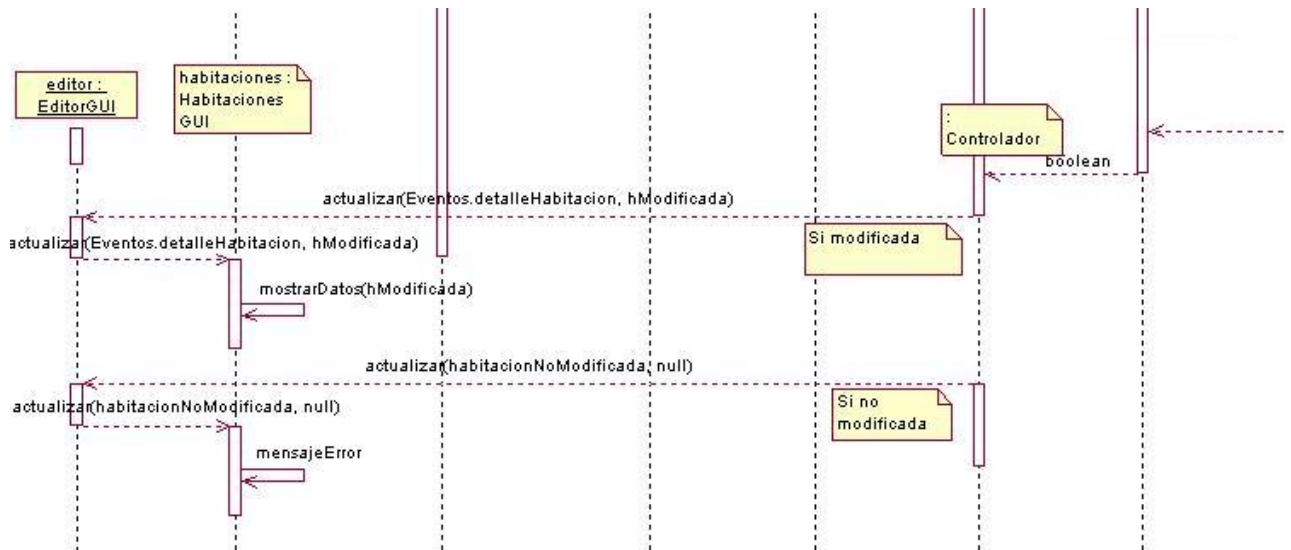 editor :
EditorGUI
habitaciones :
Habitaciones
GUI
:
Controlador
boolean
actualizar(Eventos.detalleHabitacion, hModificada)
Si modificada
actualizar(Eventos.detalleHabitacion, hModificada)
mostrarDatos(hModificada)
actualizar(habitacionNoModificada, null)
Si no
modificada
actualizar(habitacionNoModificada, null)
mensajeError